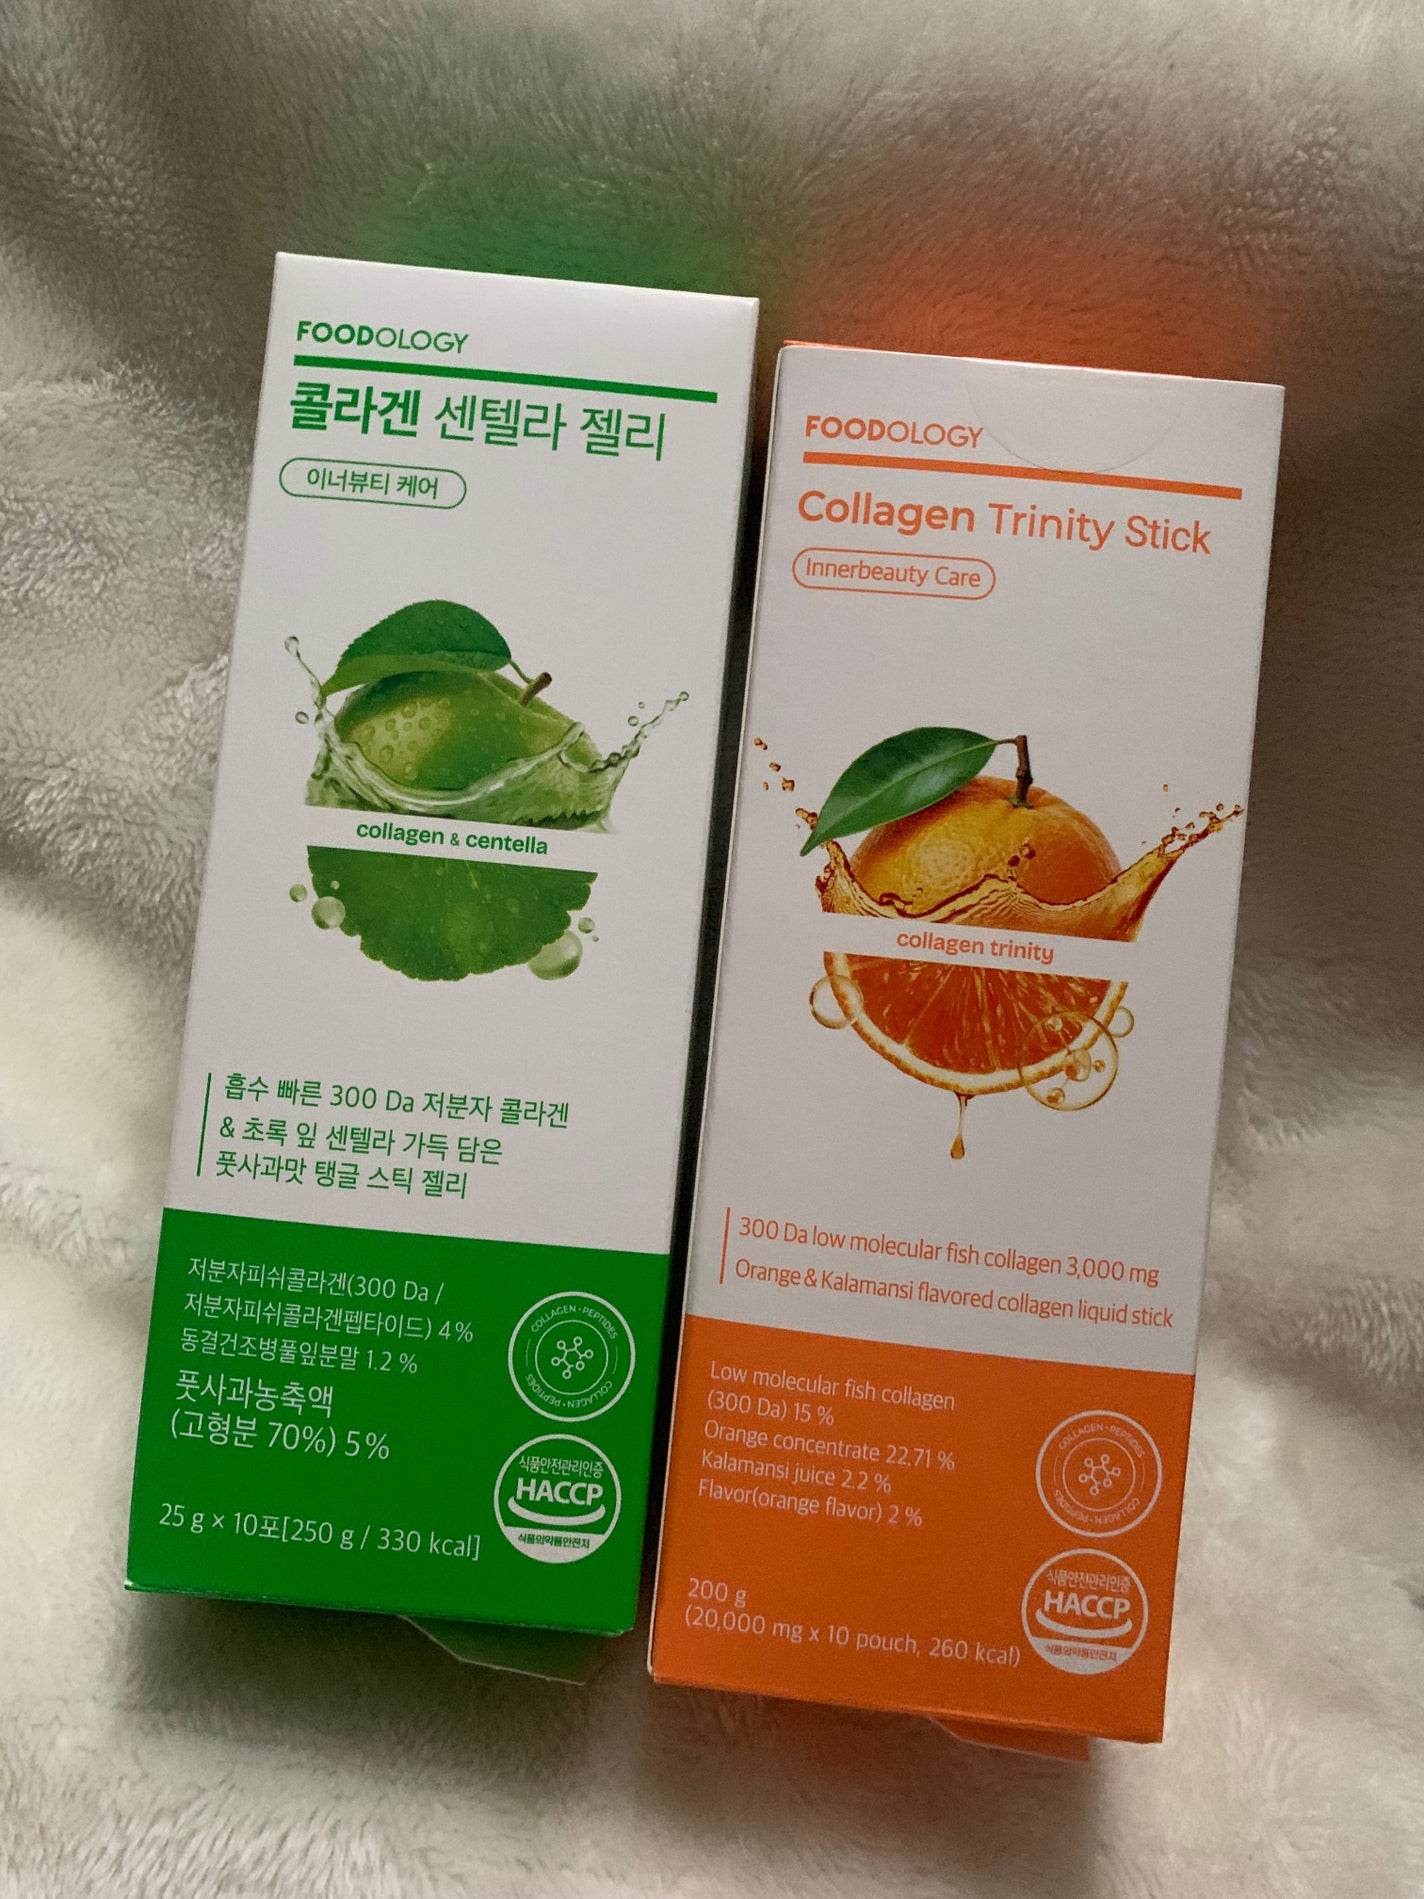 FOODOLOGY
콜라겐 센텔라 젤리
이너뷰티 케어
collagen & centella
흡수 빠른 300 Da 저분자 콜라겐
& 초록 잎 센텔라 가득 담은
풋사과맛 탱글 스틱 젤리
저분자피쉬콜라겐(300 Da /
저분자피쉬콜라겐펩타이드) 4%
동결건조병풀잎분말 1.2 %
풋사과농축액
(고형분 70%) 5%
25 g × 10포[250 g / 330 kcal]
COLLAGEN • PEPTIDES
COLLAGEN • PEPTIDES
식품안전관리인증
HACCP
식품의약품안전처
FOODOLOGY
Collagen Trinity Stick
Innerbeauty Care
collagen trinity
300 Da low molecular fish collagen 3,000 mg
Orange & Kalamansi flavored collagen liquid stick
Low molecular fish collagen
(300 Da) 15 %
Orange concentrate 22.71 %
Kalamansi juice 2.2 %
Flavor(orange flavor) 2 %
200 g
(20,000 mg x 10 pouch, 260 kcal)
COLLAGEN • PEPTIDES
COLLAGEN • PEPTIDES
식품안전관리인증
HACCP
식품의약품안전처